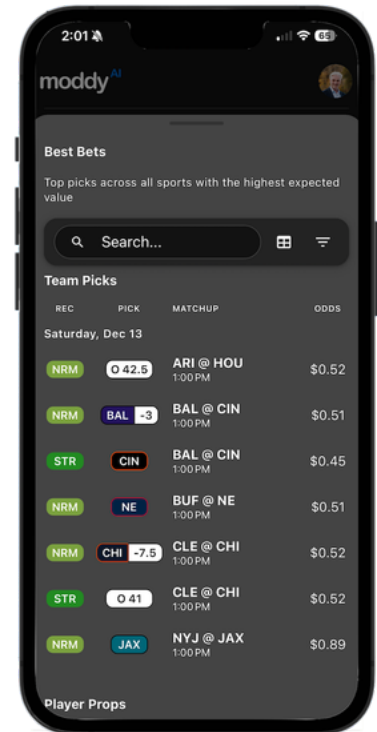 2:01 65
moddy AI
Best Bets
Top picks across all sports with the highest expected
value
Search...
Team Picks
REC PICK MATCHUP ODDS
Saturday, Dec 13
NRM O 42.5 ARI @ HOU $0.52
1:00 PM
NRM BAL -3 BAL @ CIN $0.51
1:00 PM
STR CIN BAL @ CIN $0.45
1:00 PM
NRM NE BUF @ NE $0.51
1:00 PM
NRM CHI -7.5 CLE @ CHI $0.52
1:00 PM
STR O 41 CLE @ CHI $0.52
1:00 PM
NRM JAX NYJ @ JAX $0.89
1:00 PM
Player Props